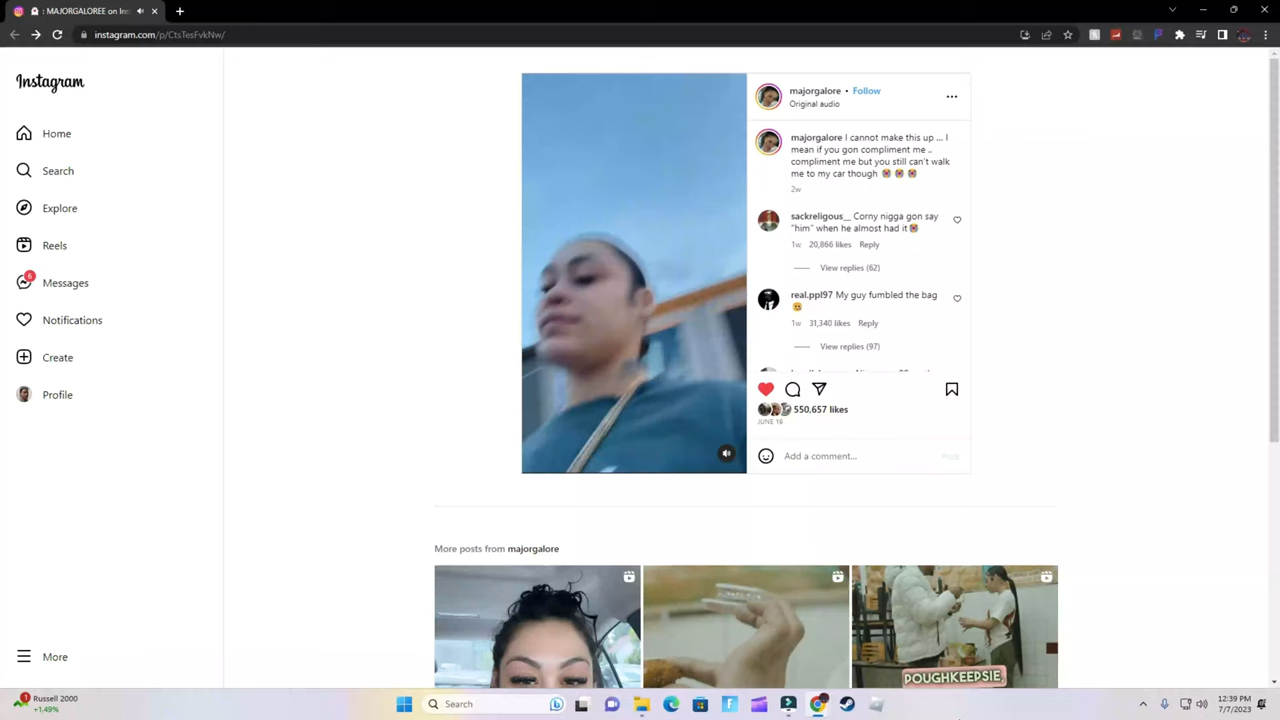 : MAJORGALOREE on Ins
instagram.com/p/CtsTesFvkNw/
Instagram
Home
Search
Explore
Reels
6
Messages
Notifications
Create
Profile
More
majorgalore • Follow
Original audio
majorgalore I cannot make this up ... I
mean if you gon compliment me ..
compliment me but you still can't walk
me to my car though
2w
sackreligous__ Corny nigga gon say
"him" when he almost had it
1w 20,866 likes Reply
View replies (62)
real.ppl97 My guy fumbled the bag
1w 31,340 likes Reply
View replies (97)
550,657 likes
JUNE 19
Add a comment...
Post
More posts from majorgalore
POUGHKEEPSIE
1
Russell 2000
+1.49%
Search
12:39 PM
7/7/2023